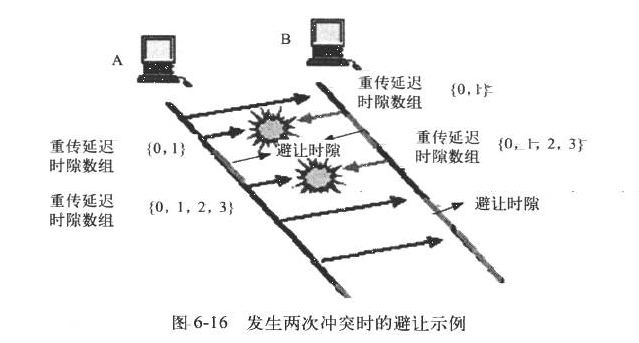 A
B
重传延迟
时隙数组
{0, 1}
重传延迟
时隙数组
{0, 1}
避让时隙
重传延迟
时隙数组
{0, 1, 2, 3}
重传延迟
时隙数组
{0, 1, 2, 3}
避让时隙
图 6-16 发生两次冲突时的避让示例